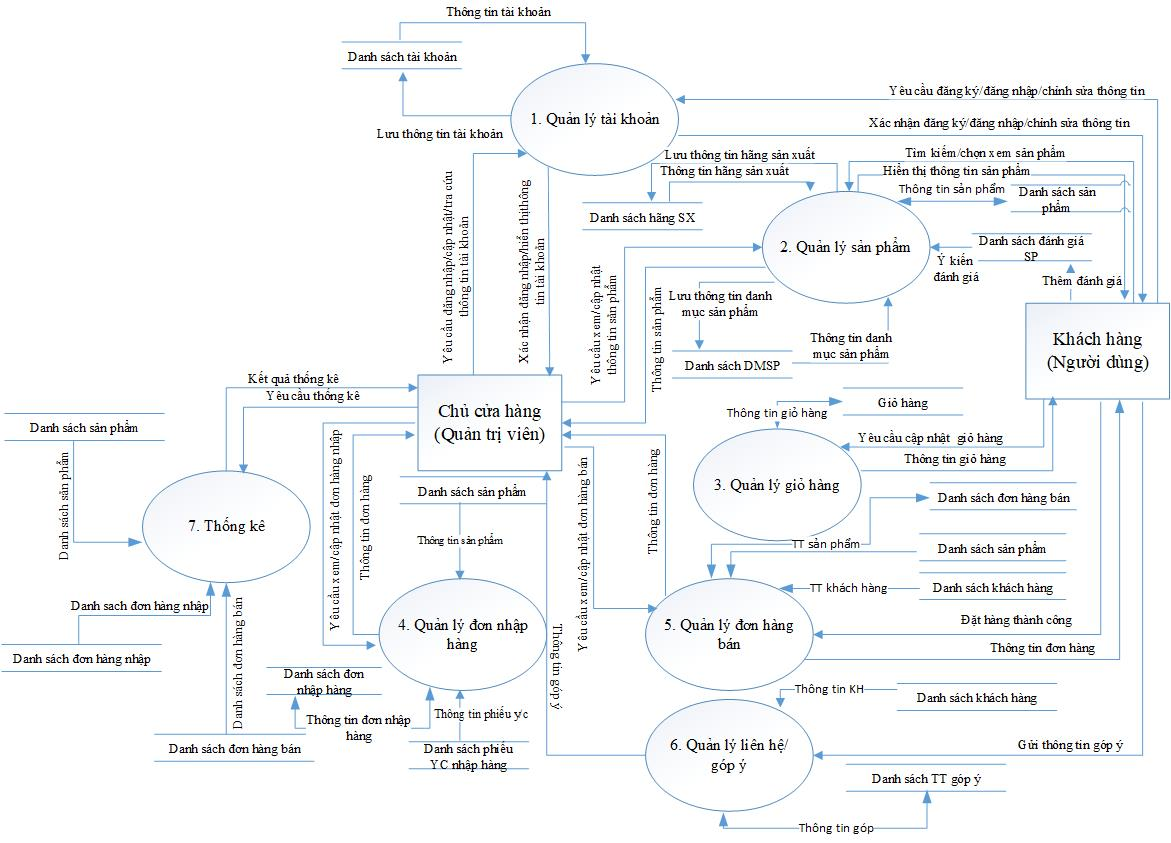 Thông tin tài khoản
Danh sách tài khoản
1. Quản lý tài khoản
Lưu thông tin tài khoản
Yêu cầu đăng ký/đăng nhập/chỉnh sửa thông tin
Xác nhận đăng ký/đăng nhập/chỉnh sửa thông tin
Lưu thông tin hãng sản xuất
Thông tin hãng sản xuất
Danh sách hãng SX
Tìm kiếm/chọn xem sản phẩm
Hiển thị thông tin sản phẩm
Thông tin sản phẩm
Danh sách sản
phẩm
2. Quản lý sản phẩm
Danh sách đánh giá
SP
Ý kiến
đánh giá
Thêm đánh giá
Yêu cầu đăng nhập/cập nhật/tra cứu
thông tin tài khoản
Xác nhận đăng nhập/hiển thịthông
tin tài khoản
Yêu cầu xem/cập nhật
thông tin sản phẩm
Thông tin sản phẩm
Lưu thông tin danh
mục sản phẩm
Thông tin danh
mục sản phẩm
Danh sách DMSP
Khách hàng
(Người dùng)
Chủ cửa hàng
(Quản trị viên)
Kết quả thống kê
Yêu cầu thống kê
Danh sách sản phẩm
Danh sách sản phẩm
7. Thống kê
Danh sach đơn hàng nhập
Danh sách đơn hàng nhập
Danh sách đơn hàng bán
Danh sách đơn hàng bán
Yêu cầu xem/cập nhật đơn hàng nhập
Thông tin đơn hàng
Danh sách sản phẩm
Thông tin sản phẩm
4. Quản lý đơn nhập
hàng
Danh sách đơn
nhập hàng
Thông tin đơn nhập
hàng
Thông tin phiếu y/c
Danh sách phiếu
YC nhập hàng
Thông tin góp ý
Yêu cầu xem/cập nhật đơn hàng bán
Thông tin đơn hàng
Thông tin giỏ hàng
Giỏ hàng
Yêu cầu cập nhật giỏ hàng
Thông tin giỏ hàng
3. Quản lý giỏ hàng
Danh sách đơn hàng bán
TT sản phẩm
Danh sách sản phẩm
TT khách hàng
Danh sách khách hàng
5. Quản lý đơn hàng
bán
Đặt hàng thành công
Thông tin đơn hàng
Thông tin KH
Danh sách khách hàng
6. Quản lý liên hệ/
góp ý
Gửi thông tin góp ý
Danh sách TT góp ý
Thông tin góp